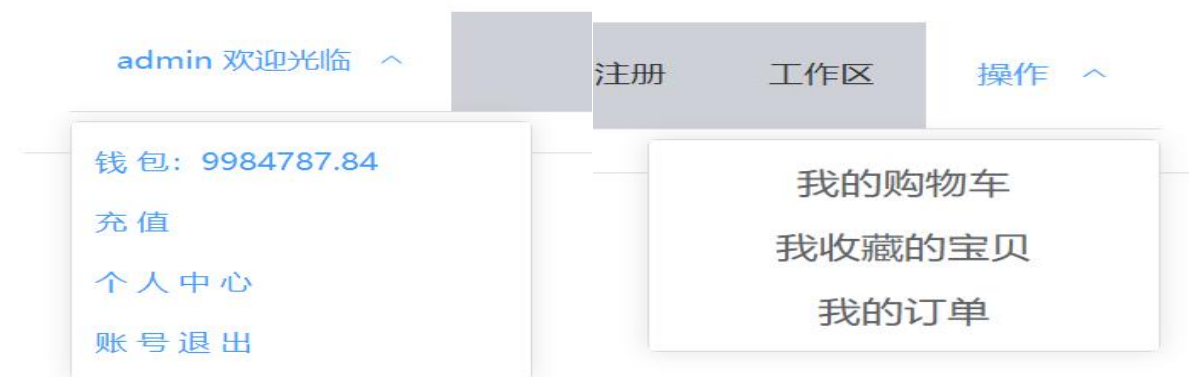 admin 欢迎光临
钱 包: 9984787.84
充 值
个 人 中 心
账 号 退 出
注册 工作区 操作
我的购物车
我收藏的宝贝
我的订单